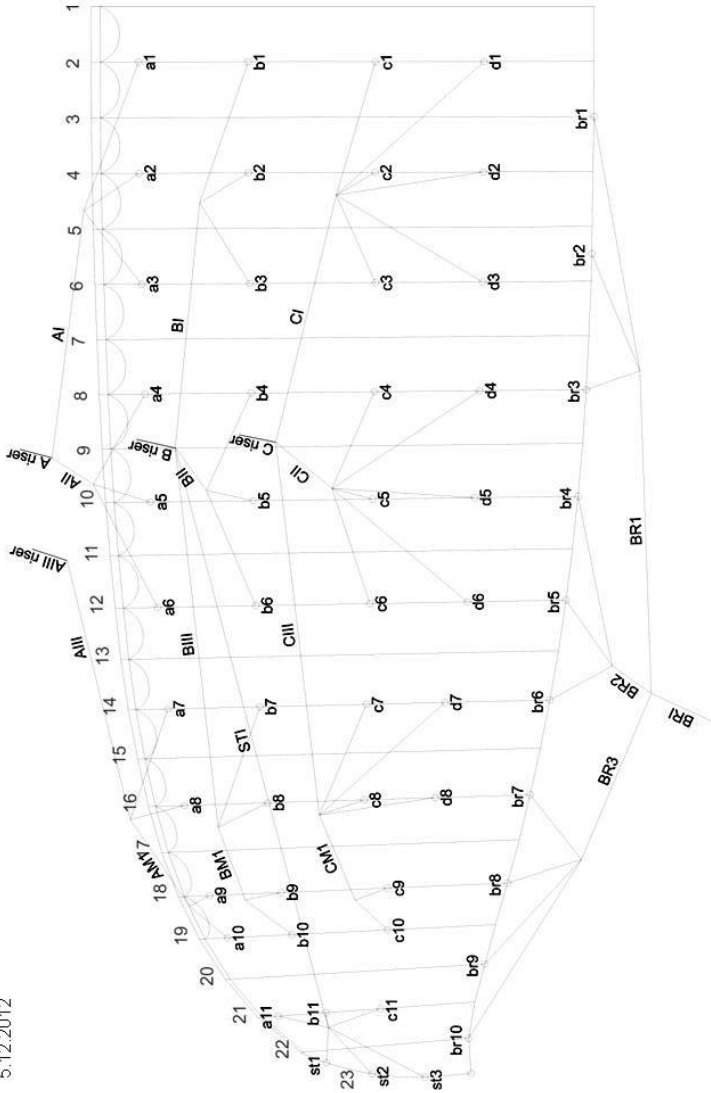 5.12.2012
1
2
3
4
5
6
7
8
9
10
11
12
13
14
15
16
17
18
19
20
21
22
23
AI
AII
AIII
AM1
A riser
AIII riser
a1
a2
a3
a4
a5
a6
a7
a8
a9
a10
a11
BI
BII
BIII
BM1
STI
B riser
b1
b2
b3
b4
b5
b6
b7
b8
b9
b10
b11
CI
CII
CIII
CM1
C riser
c1
c2
c3
c4
c5
c6
c7
c8
c9
c10
c11
d1
d2
d3
d4
d5
d6
d7
d8
br1
br2
br3
br4
br5
br6
br7
br8
br9
br10
st1
st2
st3
BR1
BR2
BR3
BRI